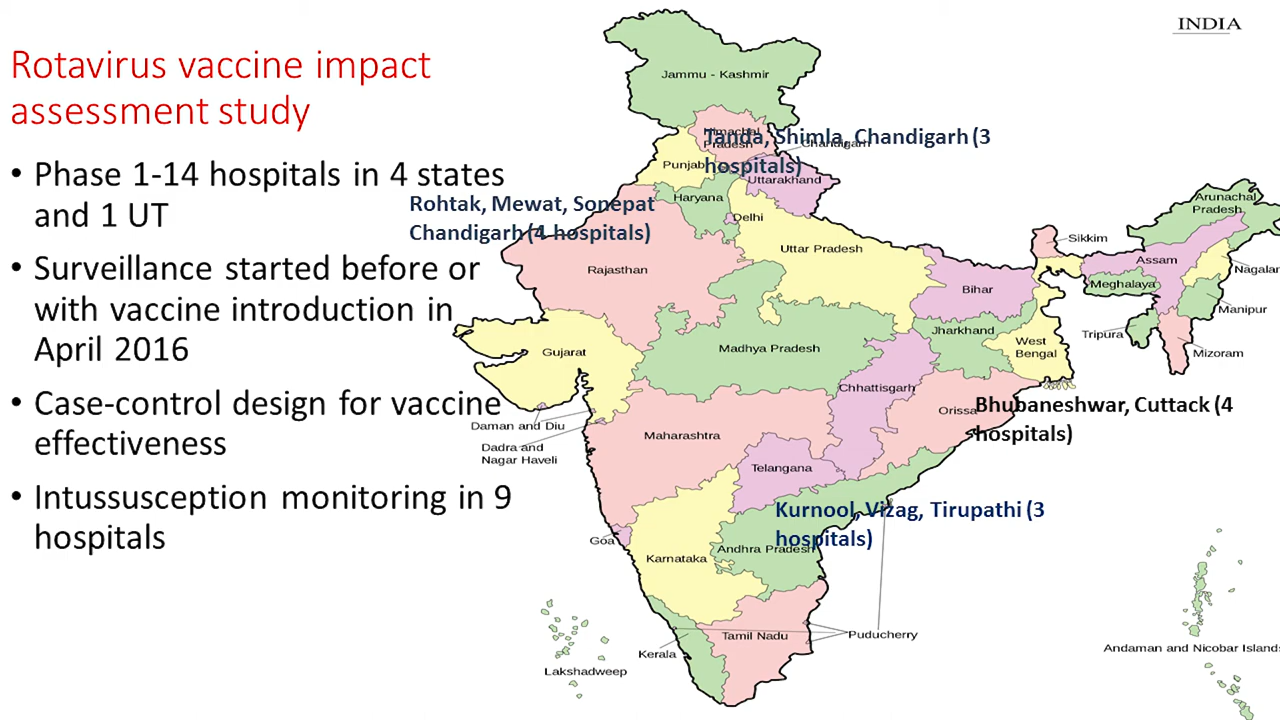 INDIA
Rotavirus vaccine impact
assessment study
• Phase 1-14 hospitals in 4 states
and 1 UT
• Surveillance started before or
with vaccine introduction in
April 2016
• Case-control design for vaccine
effectiveness
• Intussusception monitoring in 9
hospitals
Jammu - Kashmir
Himachal
Pradesh
Tanda, Shimla, Chandigarh (3
hospitals)
Chandigarh
Punjab
Uttarakhand
Rohtak, Mewat, Sonepat
Chandigarh (4 hospitals)
Haryana
Delhi
Arunachal
Pradesh
Sikkim
Uttar Pradesh
Assam
Rajasthan
Nagalan
Meghalaya
Bihar
Manipur
Jharkhand
Tripura
West
Bengal
Madhya Pradesh
Gujarat
Mizoram
Chhattisgarh
Orissa
Bhubaneshwar, Cuttack (4
hospitals)
Daman and Diu
Maharashtra
Dadra and
Nagar Haveli
Telangana
Kurnool, Vizag, Tirupathi (3
hospitals)
Goa
Andhra Pradesh
Karnataka
Tamil Nadu
Puducherry
Kerala
Lakshadweep
Andaman and Nicobar Islands